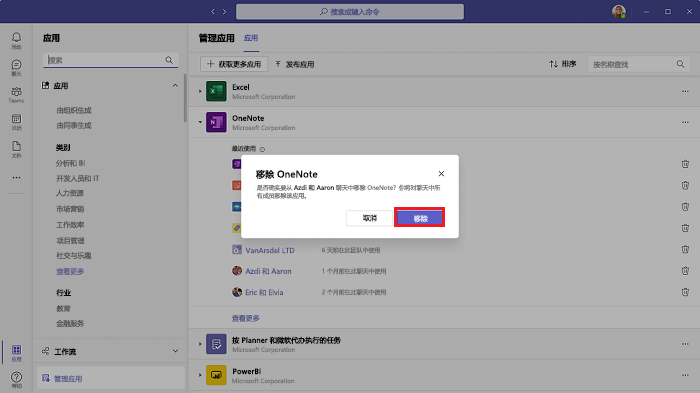 搜索或键入命令
活动
聊天
Teams
日历
文件
应用
帮助
应用
搜索
应用
由组织生成
由同事生成
类别
分析和 BI
开发人员和 IT
人力资源
市场营销
工作效率
项目管理
社交与乐趣
查看更多
行业
教育
金融服务
工作流
管理应用
管理应用 应用
获取更多应用 发布应用 排序 按名称查找
Excel
Microsoft Corporation
OneNote
Microsoft Corporation
最近使用
移除 OneNote
是否确实要从 Azdi 和 Aaron 聊天中移除 OneNote? 你将对聊天中所
有成员移除该应用。
取消 移除
VanArsdel LTD 6 天前在此团队中使用
Azdi 和 Aaron 1 个月前在此聊天中使用
Eric 和 Elvia 2 个月前在此聊天中使用
查看更多
按 Planner 和微软代办执行的任务
Microsoft Corporation
PowerBI
Microsoft Corporation